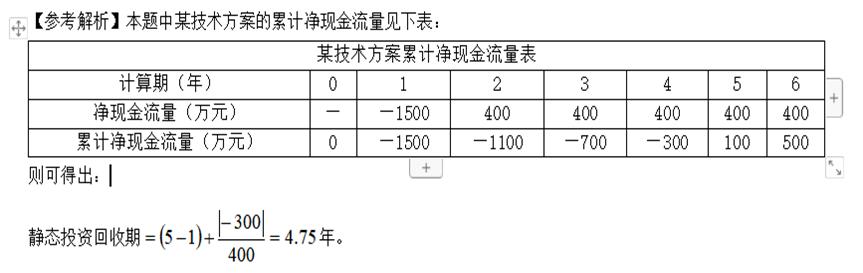 【参考解析】本题中某技术方案的累计净现金流量见下表：
某技术方案累计净现金流量表
计算期（年） 0 1 2 3 4 5 6
净现金流量（万元） － －1500 400 400 400 400 400
累计净现金流量（万元） 0 －1500 －1100 －700 －300 100 500
则可得出：
静态投资回收期 = (5−1) + |−300| / 400 = 4.75 年。